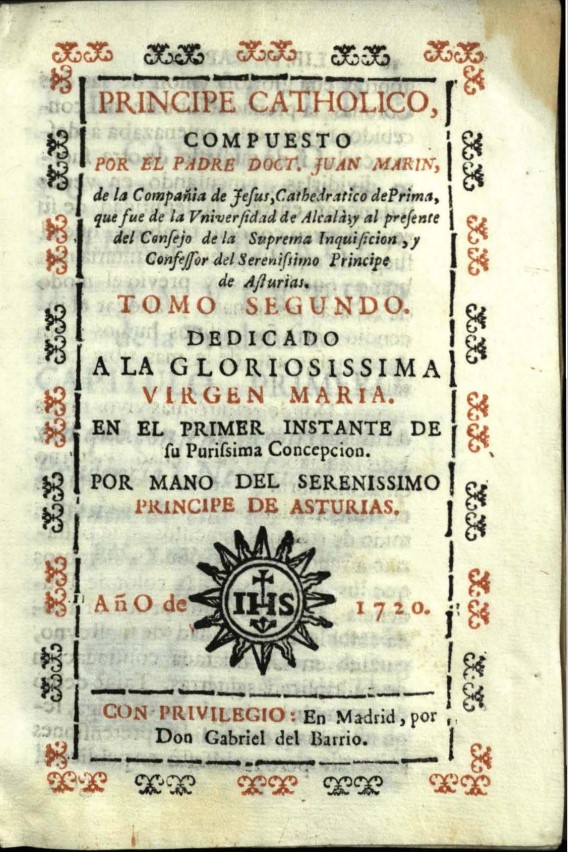 PRINCIPE CATHOLICO,
COMPUESTO
POR EL PADRE DOCT. JUAN MARIN,
de la Compañia de Jeſus, Cathedratico de Prima,
que fue de la Vniverſidad de Alcalà, y al preſente
del Conſejo de la Suprema Inquiſicion, y
Confeſſor del Sereniſsimo Principe
de Aſturias.
TOMO SEGUNDO.
DEDICADO
A LA GLORIOSISSIMA
VIRGEN MARIA.
EN EL PRIMER INSTANTE DE
ſu Puriſsima Concepcion.
POR MANO DEL SERENISSIMO
PRINCIPE DE ASTURIAS.
AñO de IHS 1720.
CON PRIVILEGIO: En Madrid, por
Don Gabriel del Barrio.